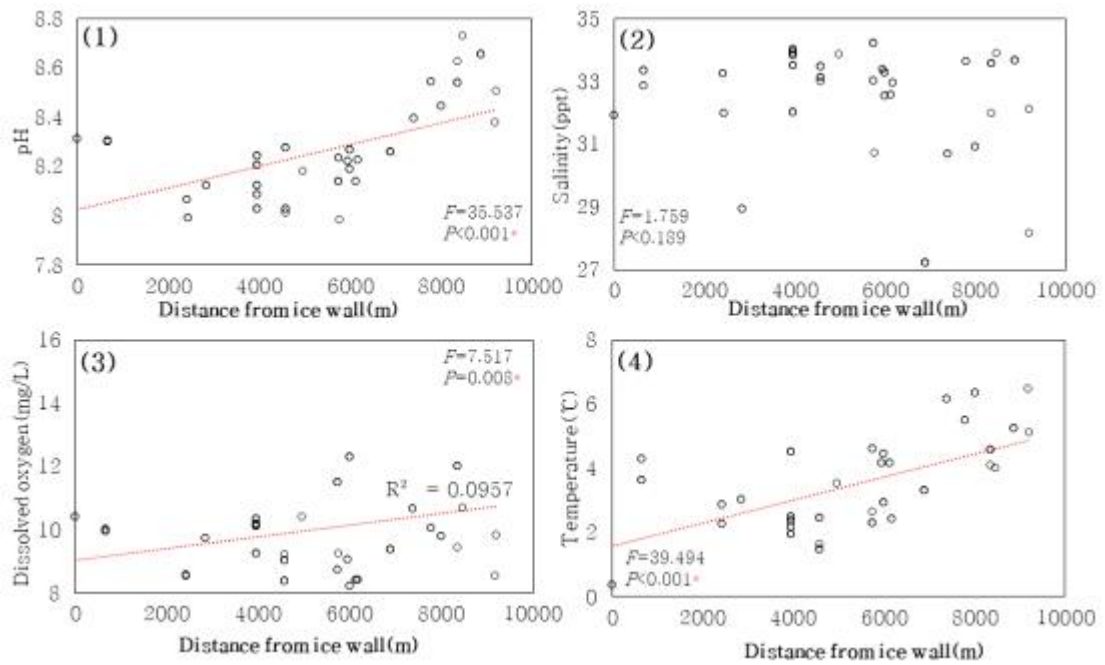 (1)
8.8
8.6
8.4
8.2
8
7.8
pH
F=35.537
P<0.001*
0 2000 4000 6000 8000 10000
Distance from ice wall(m)
(2)
35
33
31
29
27
Salinity(ppt)
F=1.759
P<0.189
0 2000 4000 6000 8000 10000
Distance from ice wall(m)
(3)
16
14
12
10
8
Dissolved oxygen(mg/L)
F=7.517
P=0.008*
R² = 0.0957
0 2000 4000 6000 8000 10000
Distance from ice wall(m)
(4)
8
6
4
2
0
Temperature(℃)
F=39.494
P<0.001*
0 2000 4000 6000 8000 10000
Distance from ice wall(m)